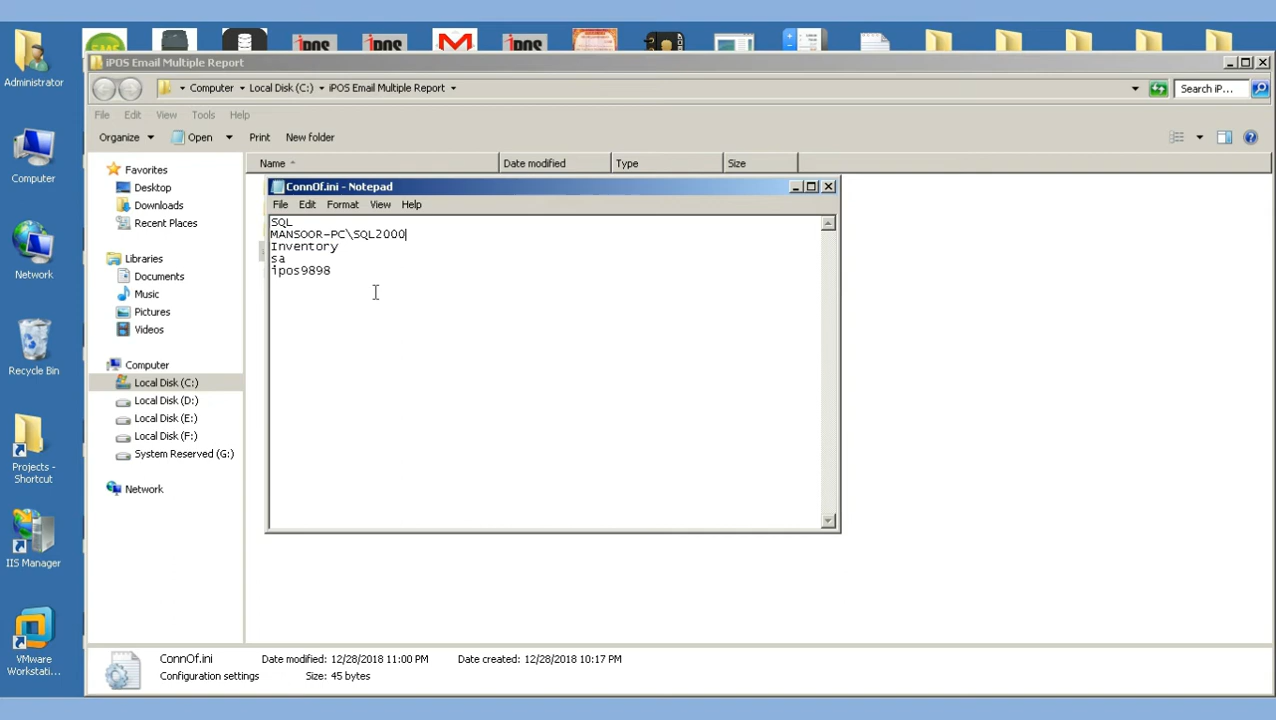 iPOS Email Multiple Report
Computer Local Disk (C:) iPOS Email Multiple Report
Search iP...
File Edit View Tools Help
Organize Open Print New folder
Name Date modified Type Size
Favorites
Desktop
Downloads
Recent Places
Libraries
Documents
Music
Pictures
Videos
Computer
Local Disk (C:)
Local Disk (D:)
Local Disk (E:)
Local Disk (F:)
System Reserved (G:)
Network
ConnOf.ini - Notepad
File Edit Format View Help
SQL
MANSOOR-PC\SQL2000
Inventory
sa
ipos9898
ConnOf.ini Date modified: 12/28/2018 11:00 PM Date created: 12/28/2018 10:17 PM
Configuration settings Size: 45 bytes
Administrator
Computer
Network
Recycle Bin
Projects -
Shortcut
IIS Manager
VMware
Workstati...